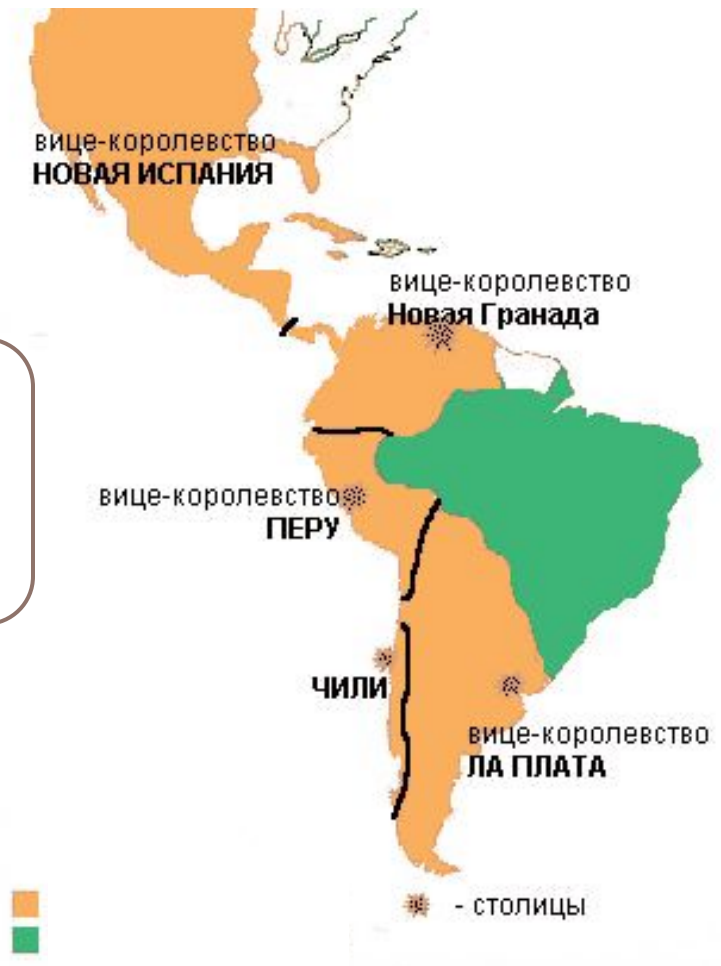 вице-королевство
НОВАЯ ИСПАНИЯ
вице-королевство
Новая Гранада
вице-королевство
ПЕРУ
ЧИЛИ
вице-королевство
ЛА ПЛАТА
- столицы